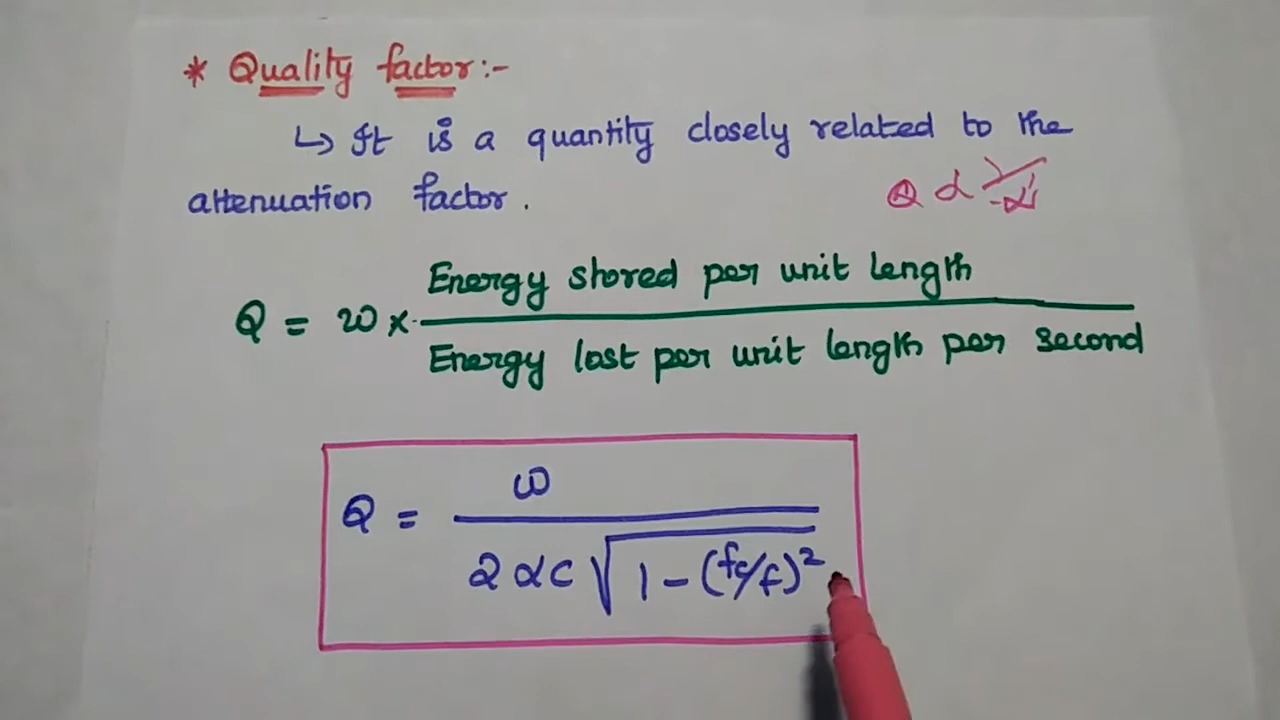 * Quality factor:-
↳ It is a quantity closely related to the
attenuation factor.
Q α 1/α
Q = ω × Energy stored per unit length / Energy lost per unit length per second
Q = ω / 2αc√1-(fc/f)²